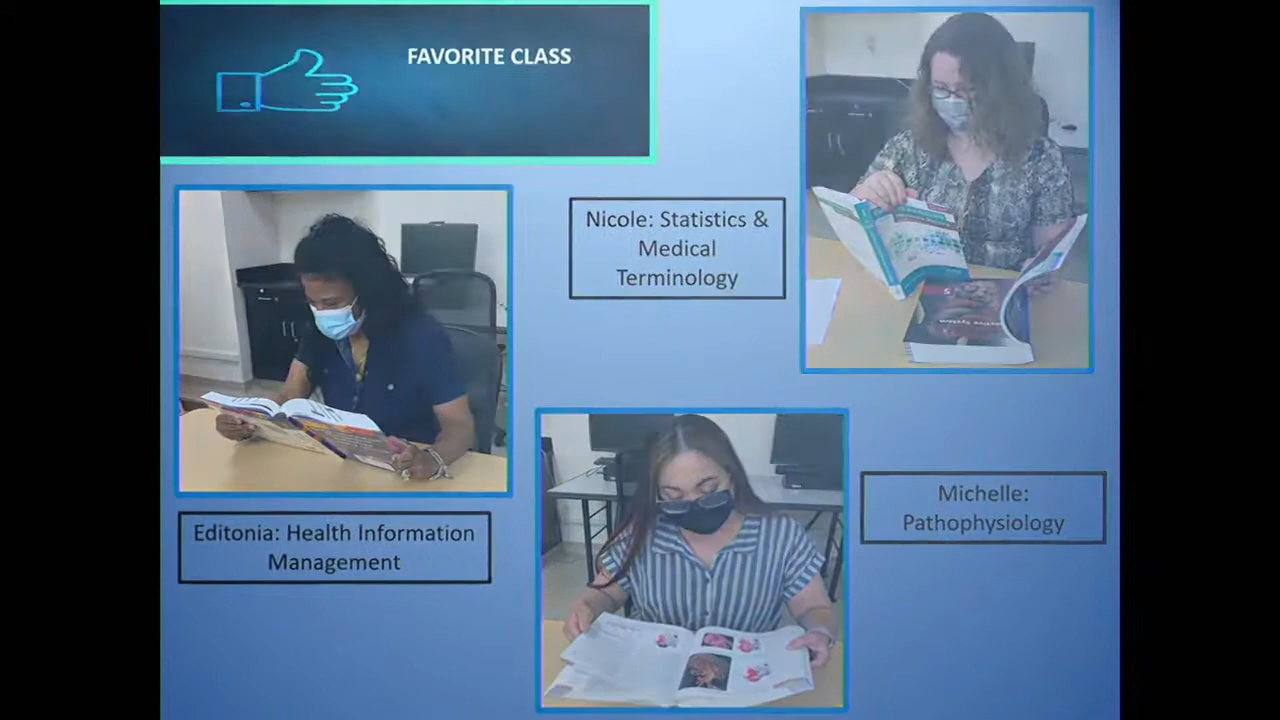 FAVORITE CLASS
Nicole: Statistics &
Medical
Terminology
Editonia: Health Information
Management
Michelle:
Pathophysiology